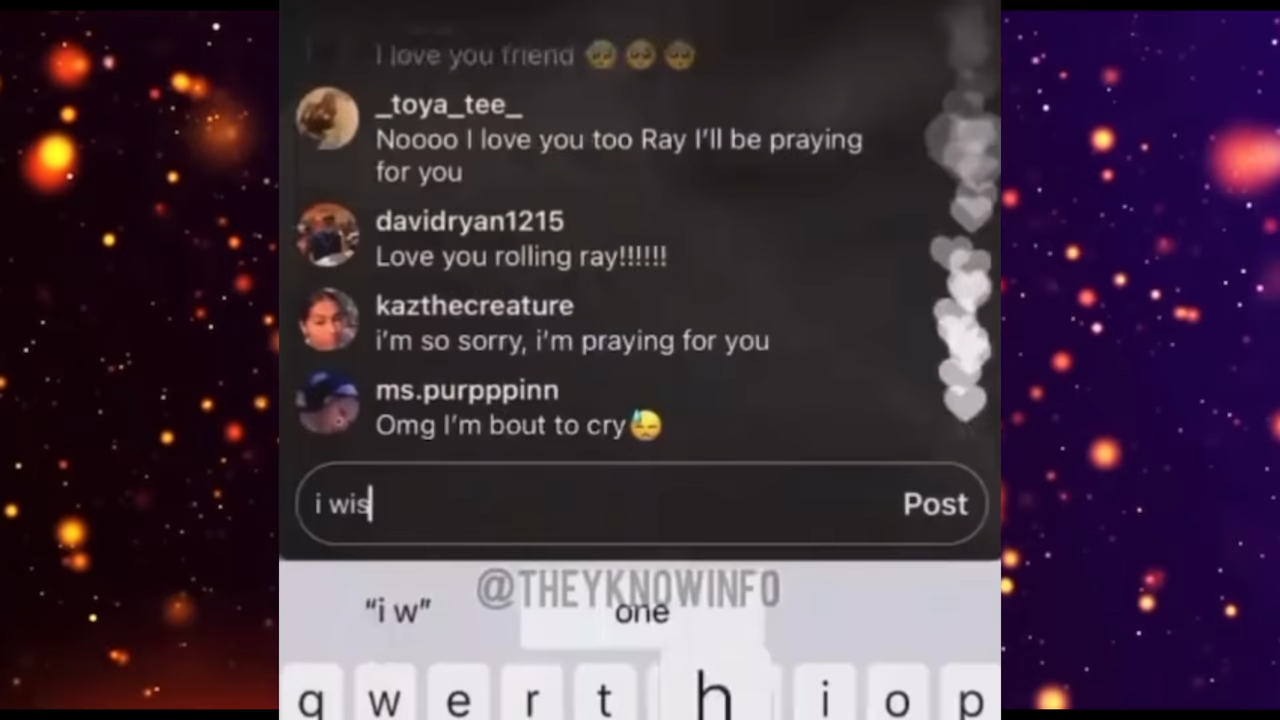 I love you friend 🥺🥺🥺
_toya_tee_
Noooo I love you too Ray I’ll be praying
for you
davidryan1215
Love you rolling ray!!!!!!
kazthecreature
i’m so sorry, i’m praying for you
ms.purpppinn
Omg I’m bout to cry😓
i wis
Post
@THEYKNOWINFO
“i w”
one
q w e r t h i o p